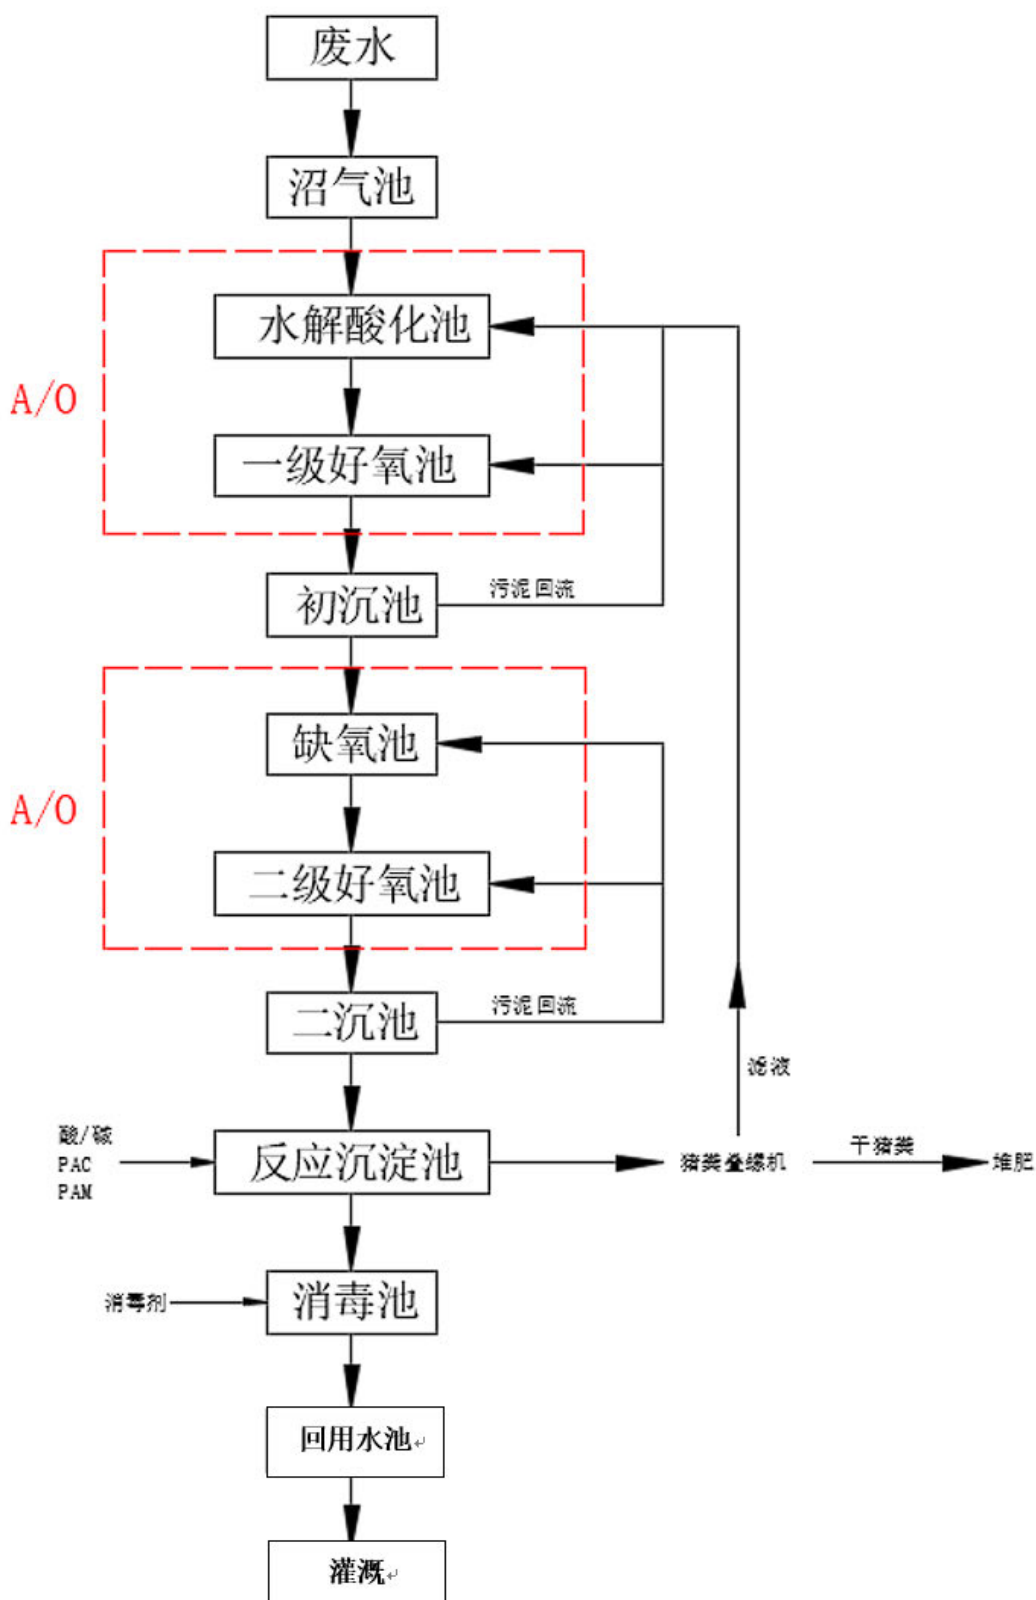 废水
沼气池
水解酸化池
A/O
一级好氧池
初沉池
污泥回流
缺氧池
A/O
二级好氧池
二沉池
污泥回流
滤液
酸/碱
PAC
PAM
反应沉淀池
猪粪叠螺机
干猪粪
堆肥
消毒剂
消毒池
回用水池
灌溉